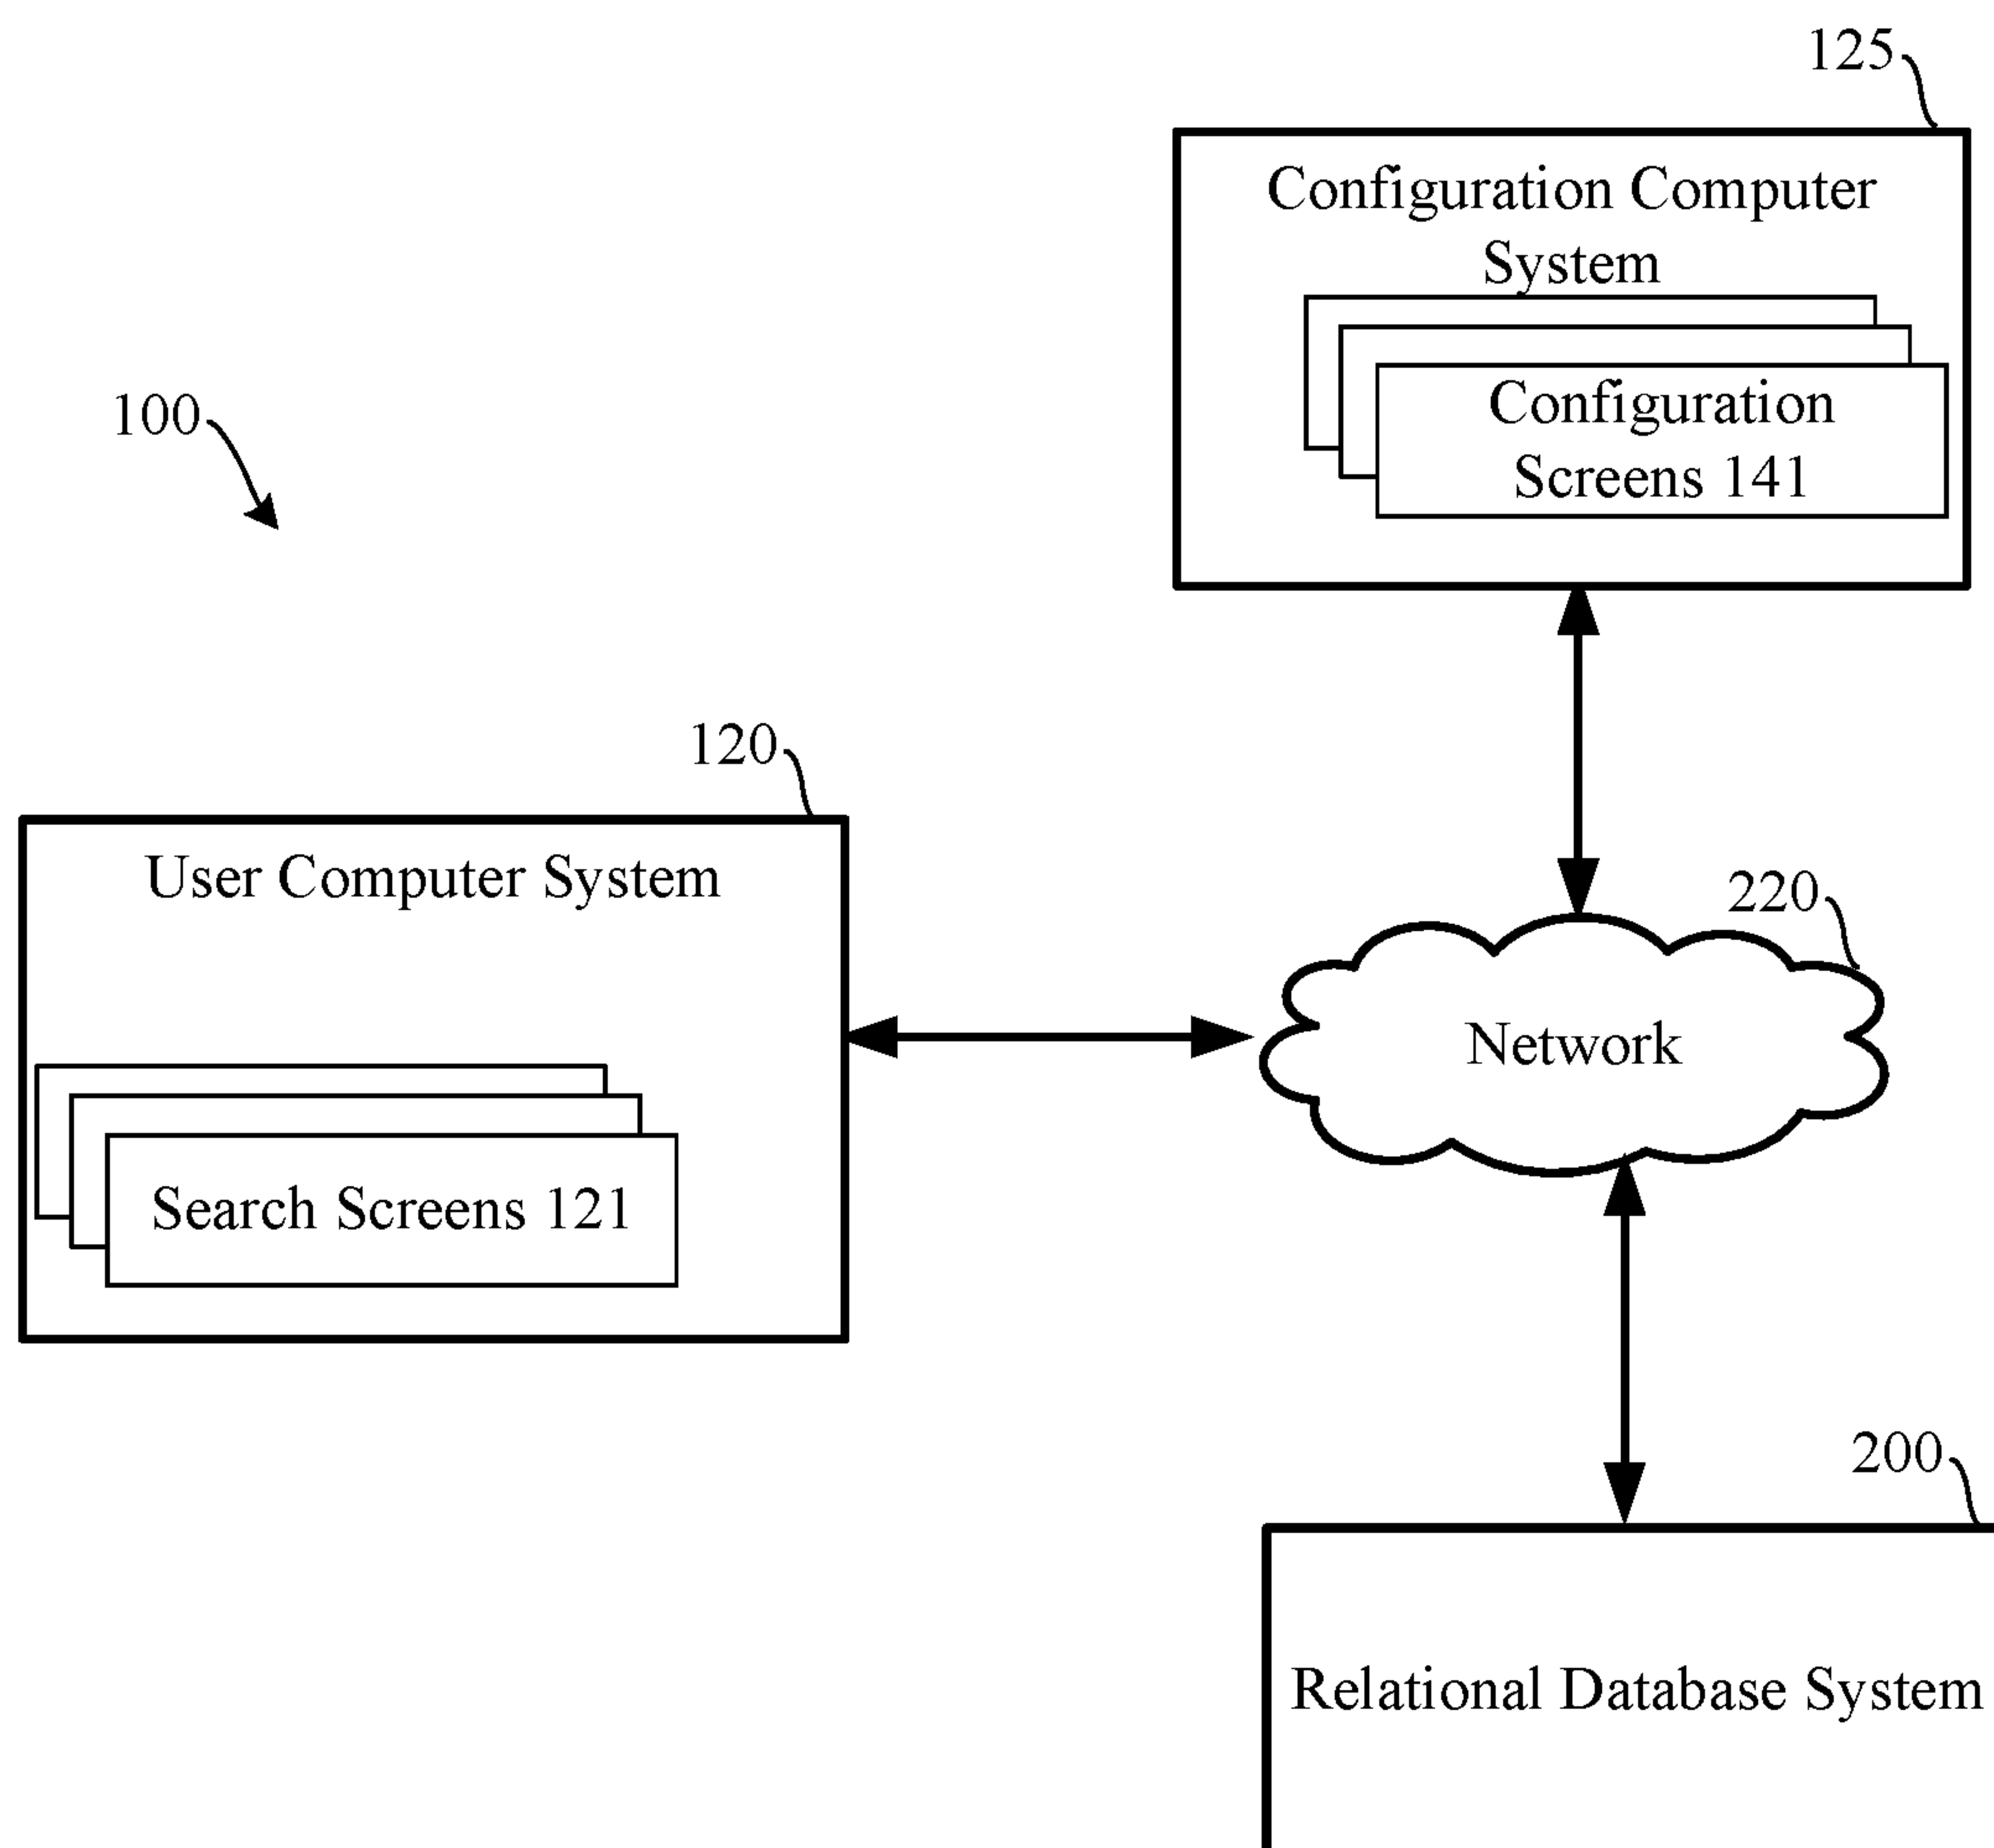 125
Configuration Computer
System
Configuration
Screens 141
100
120
User Computer System
Search Screens 121
220
Network
200
Relational Database System